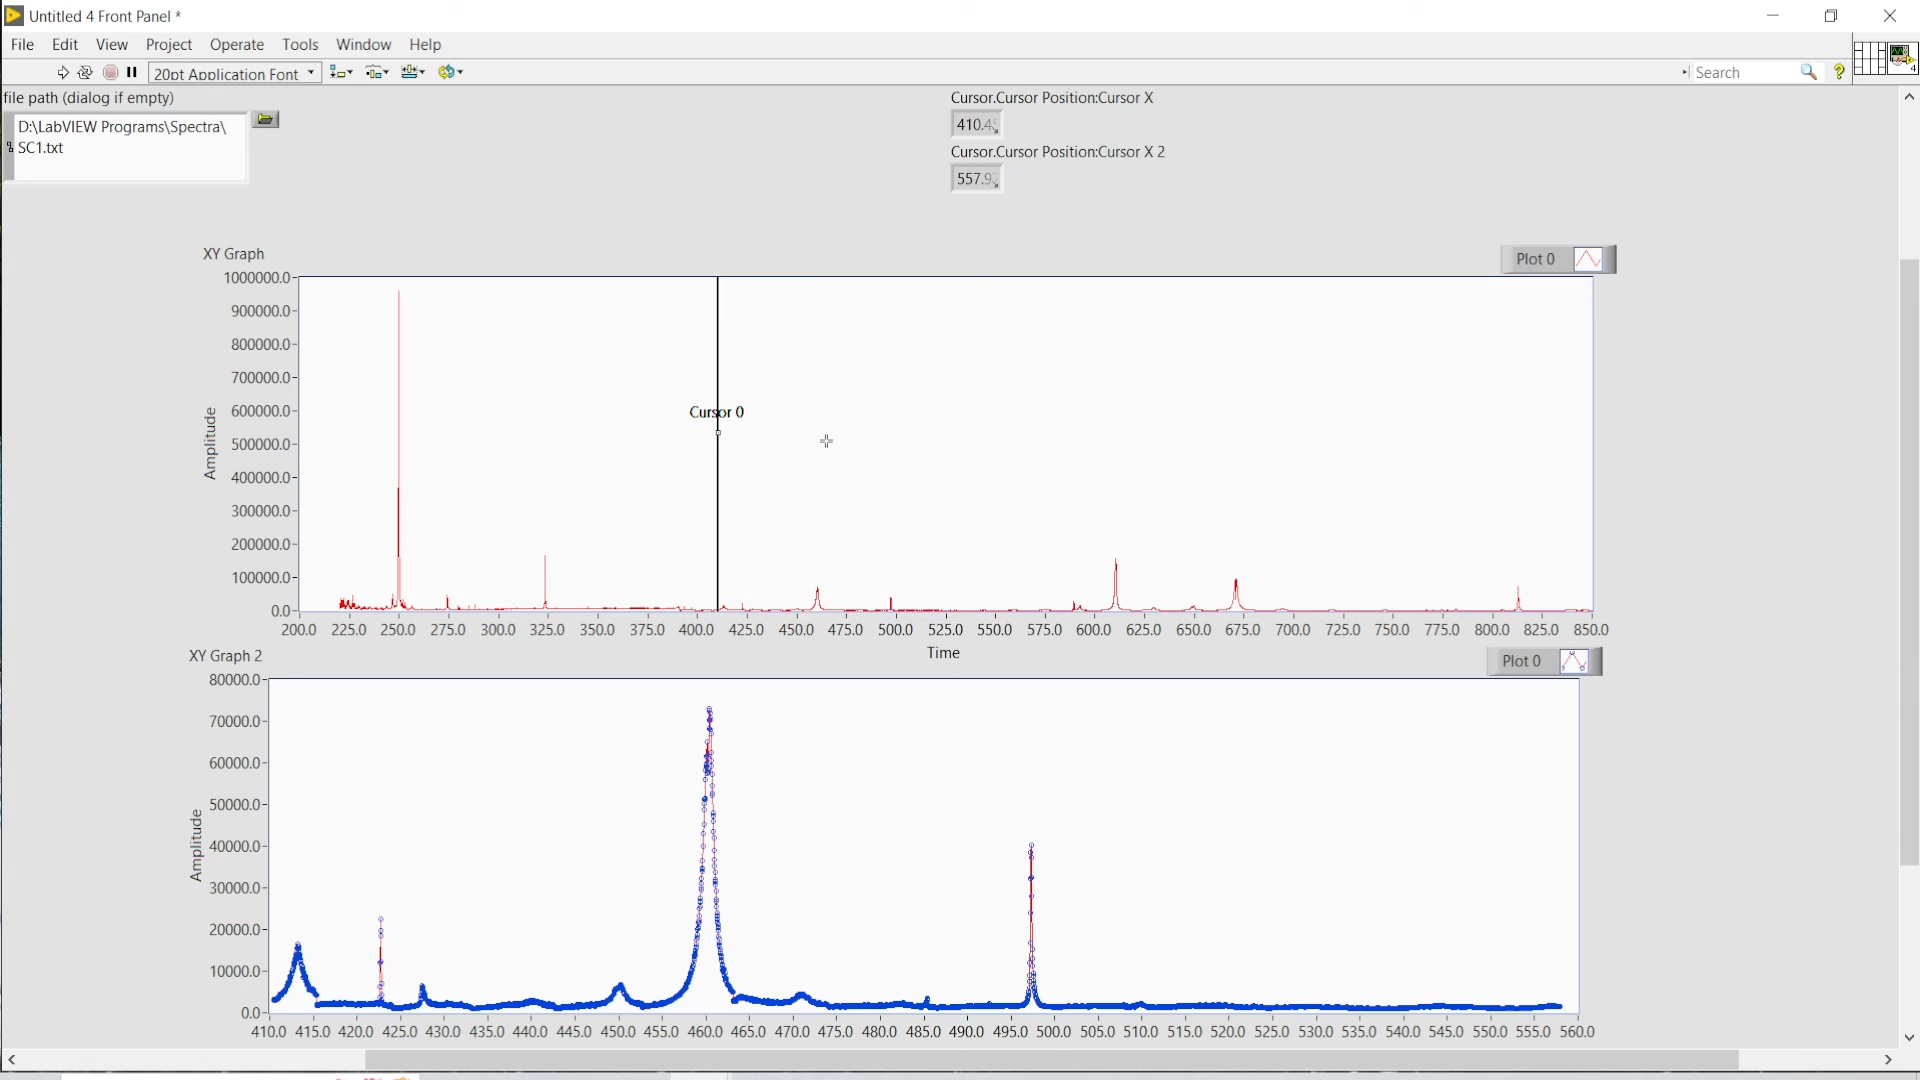 Untitled 4 Front Panel *
File Edit View Project Operate Tools Window Help
20pt Application Font
Search
?
4
file path (dialog if empty)
D:\LabVIEW Programs\Spectra\
SC1.txt
Cursor.Cursor Position:Cursor X
410.45
Cursor.Cursor Position:Cursor X 2
557.9
XY Graph
Plot 0
1000000.0
900000.0
800000.0
700000.0
600000.0
500000.0
400000.0
300000.0
200000.0
100000.0
0.0
Amplitude
Cursor 0
200.0 225.0 250.0 275.0 300.0 325.0 350.0 375.0 400.0 425.0 450.0 475.0 500.0 525.0 550.0 575.0 600.0 625.0 650.0 675.0 700.0 725.0 750.0 775.0 800.0 825.0 850.0
Time
XY Graph 2
Plot 0
80000.0
70000.0
60000.0
50000.0
40000.0
30000.0
20000.0
10000.0
0.0
Amplitude
410.0 415.0 420.0 425.0 430.0 435.0 440.0 445.0 450.0 455.0 460.0 465.0 470.0 475.0 480.0 485.0 490.0 495.0 500.0 505.0 510.0 515.0 520.0 525.0 530.0 535.0 540.0 545.0 550.0 555.0 560.0